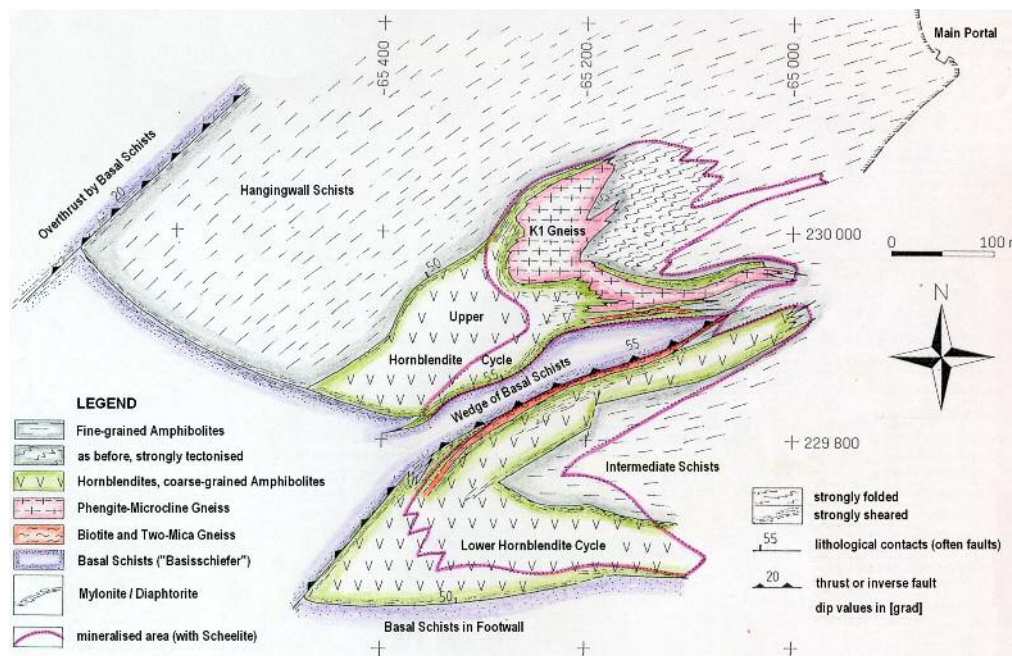 Main Portal
-65 400
-65 200
-65 000
Overthrust by Basal Schists
20
Hangingwall Schists
K1 Gneiss
230 000
0
100 m
50
Upper
Hornblendite Cycle
55
55
Wedge of Basal Schists
N
229 800
Intermediate Schists
Lower Hornblendite Cycle
50
Basal Schists in Footwall
LEGEND
Fine-grained Amphibolites
as before, strongly tectonised
Hornblendites, coarse-grained Amphibolites
Phengite-Microcline Gneiss
Biotite and Two-Mica Gneiss
Basal Schists ("Basisschiefer")
Mylonite / Diaphtorite
mineralised area (with Scheelite)
strongly folded
strongly sheared
55 lithological contacts (often faults)
20 thrust or inverse fault
dip values in [grad]